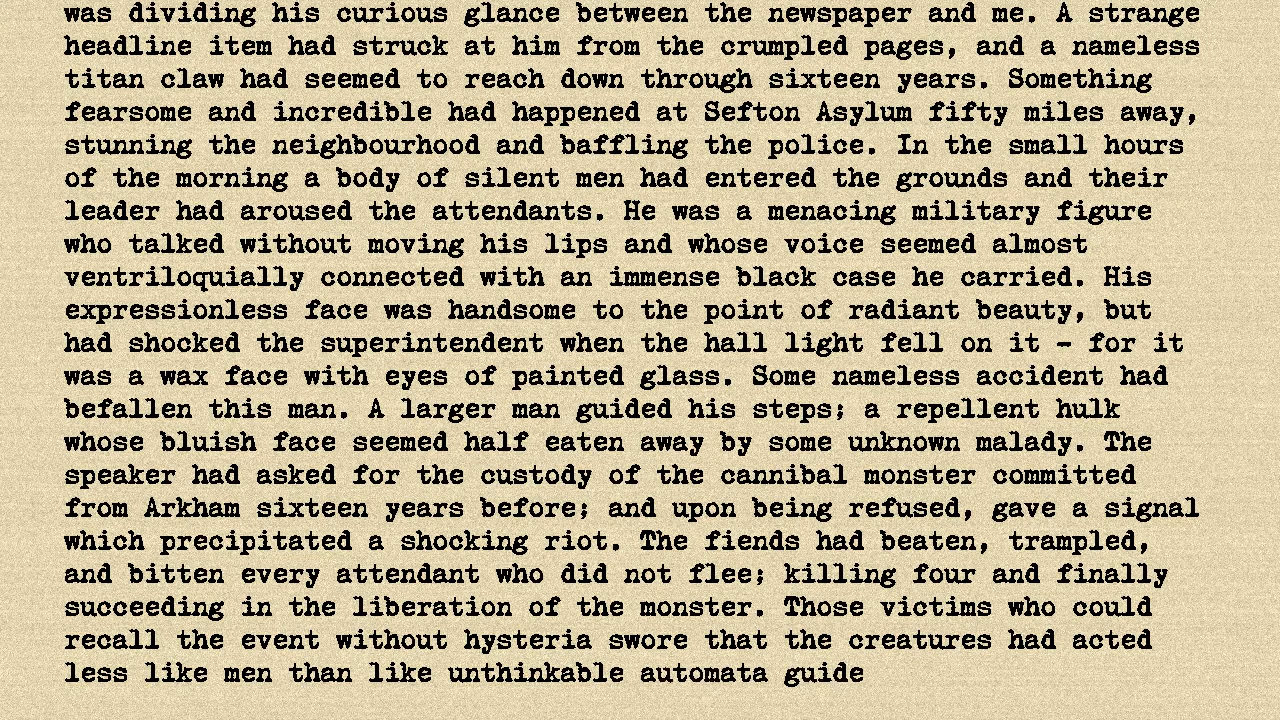 was dividing his curious glance between the newspaper and me. A strange
headline item had struck at him from the crumpled pages, and a nameless
titan claw had seemed to reach down through sixteen years. Something
fearsome and incredible had happened at Sefton Asylum fifty miles away,
stunning the neighbourhood and baffling the police. In the small hours
of the morning a body of silent men had entered the grounds and their
leader had aroused the attendants. He was a menacing military figure
who talked without moving his lips and whose voice seemed almost
ventriloquially connected with an immense black case he carried. His
expressionless face was handsome to the point of radiant beauty, but
had shocked the superintendent when the hall light fell on it – for it
was a wax face with eyes of painted glass. Some nameless accident had
befallen this man. A larger man guided his steps; a repellent hulk
whose bluish face seemed half eaten away by some unknown malady. The
speaker had asked for the custody of the cannibal monster committed
from Arkham sixteen years before; and upon being refused, gave a signal
which precipitated a shocking riot. The fiends had beaten, trampled,
and bitten every attendant who did not flee; killing four and finally
succeeding in the liberation of the monster. Those victims who could
recall the event without hysteria swore that the creatures had acted
less like men than like unthinkable automata guide